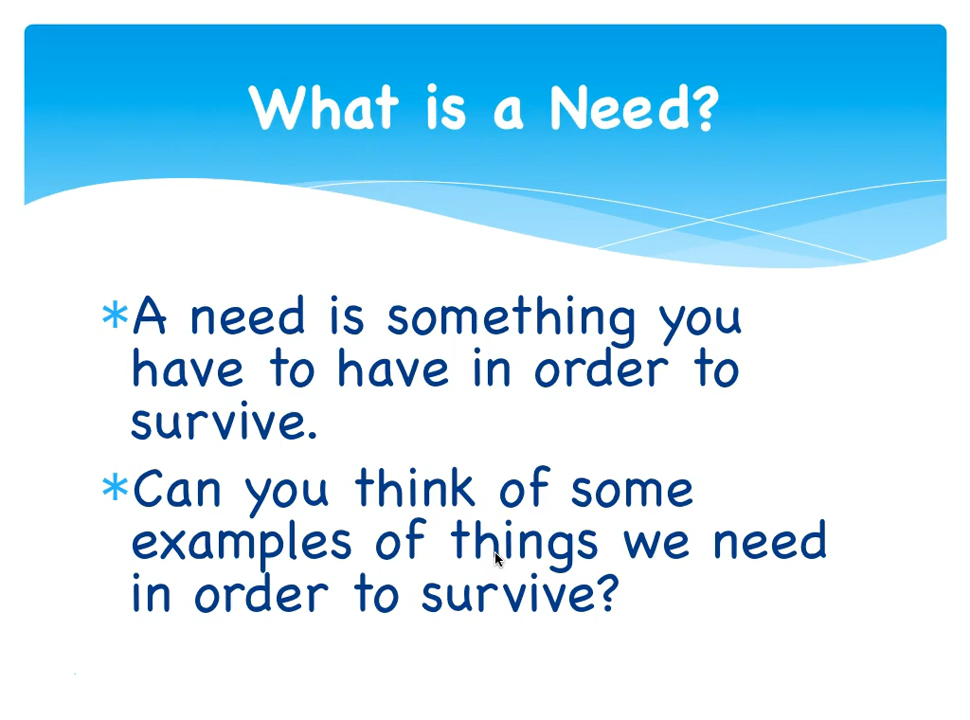 What is a Need?
*A need is something you
have to have in order to
survive.
*Can you think of some
examples of things we need
in order to survive?